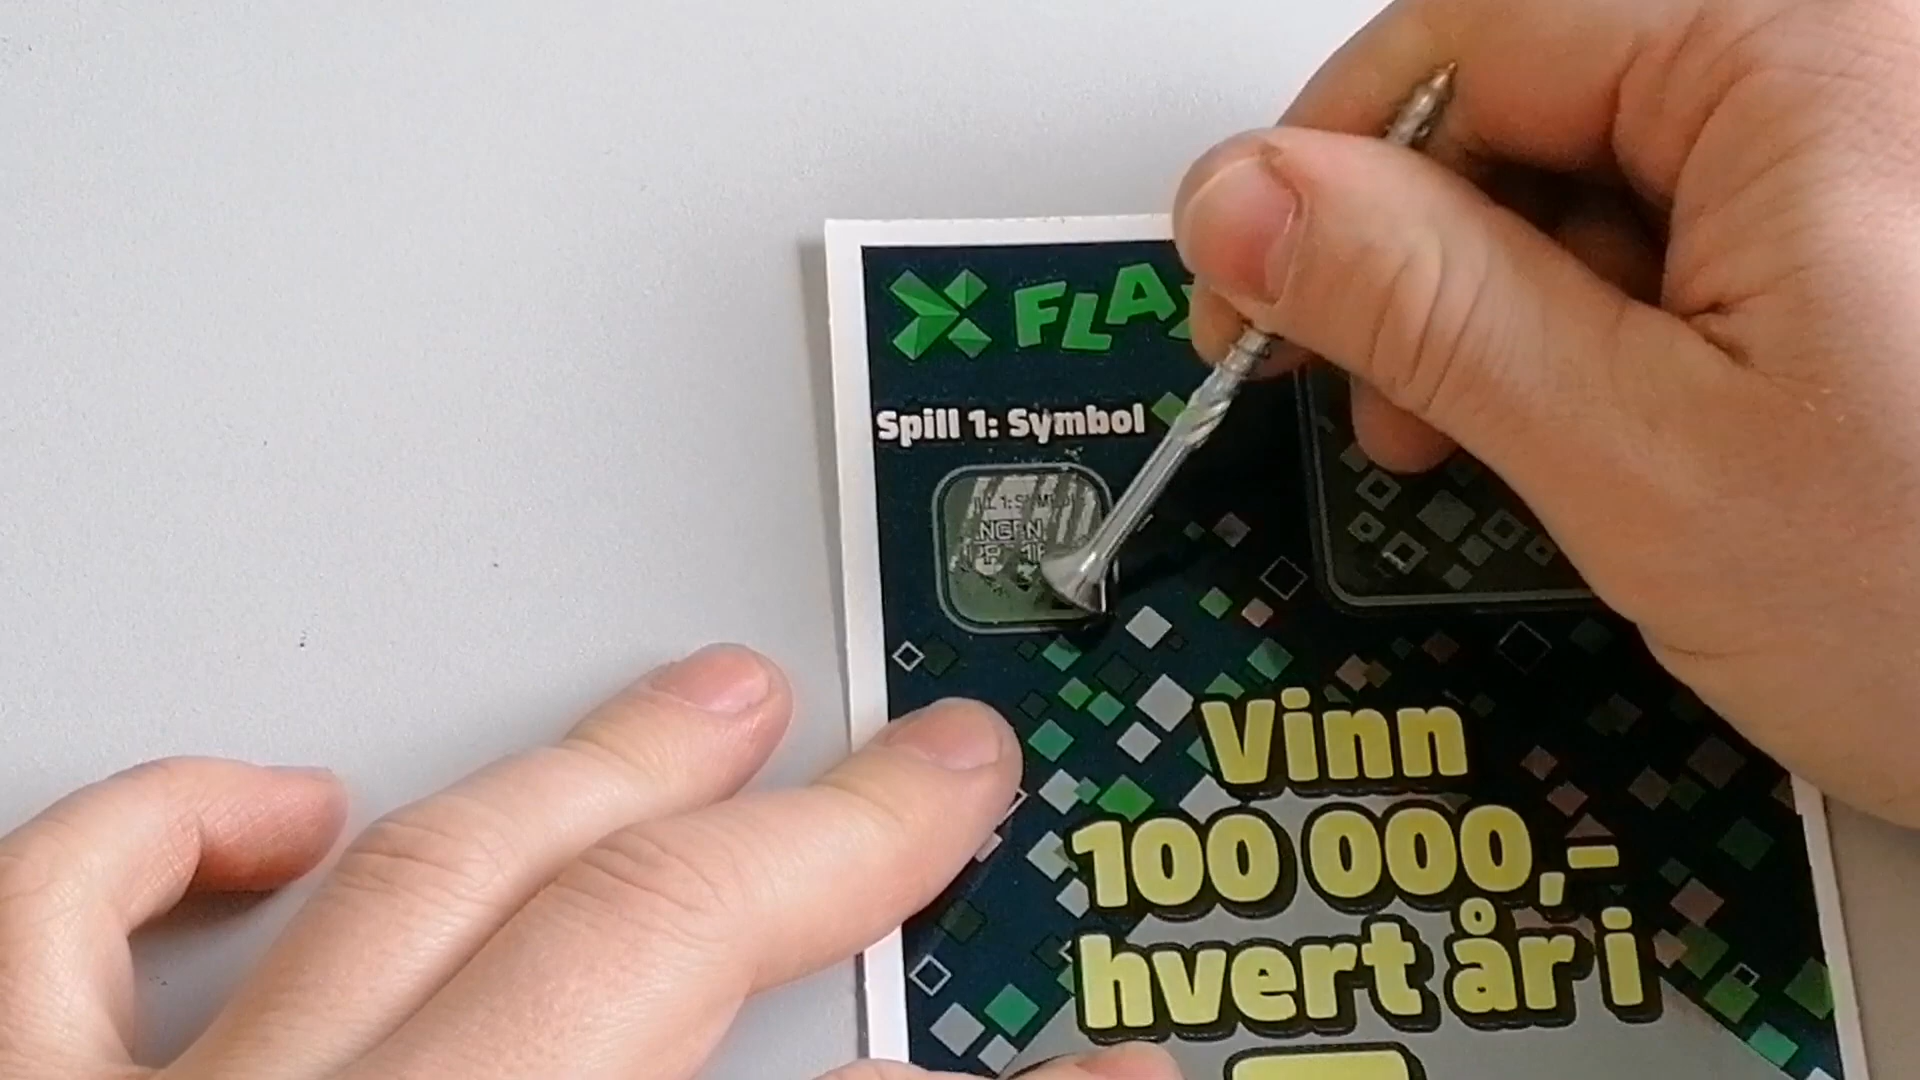 FLAX
Spill 1: Symbol
Vinn
100 000,-
hvert år i